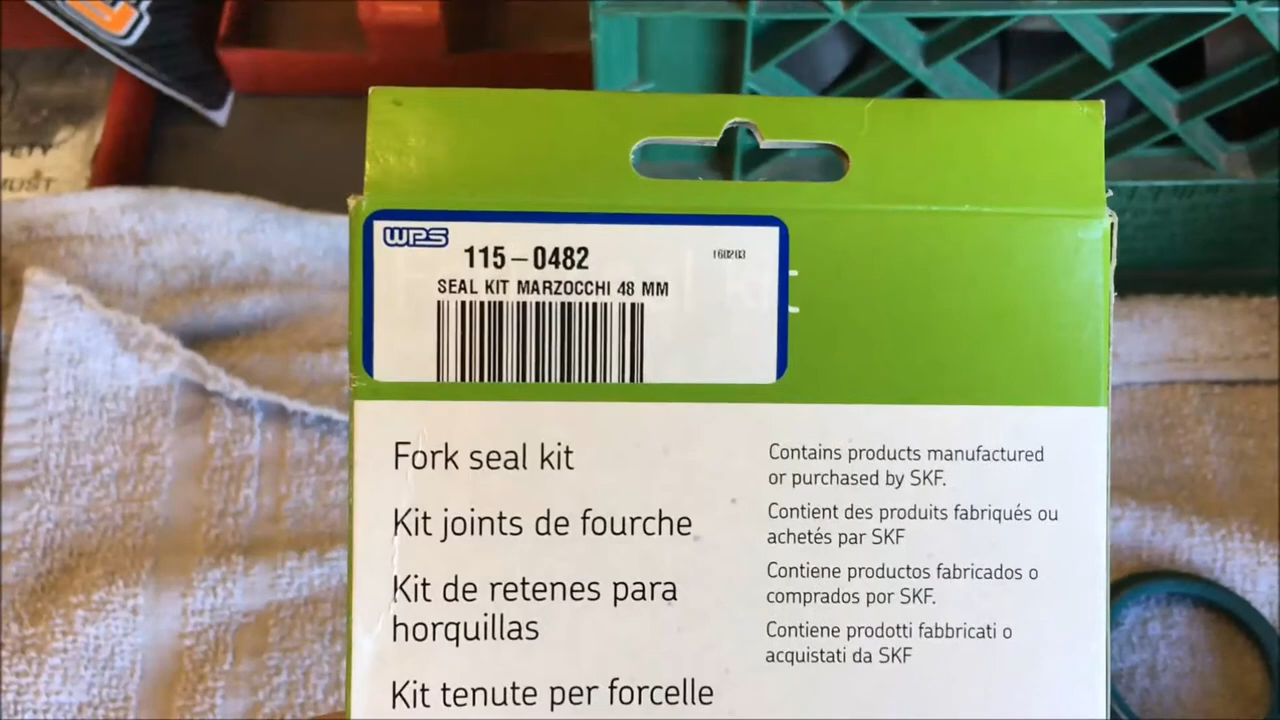 WPS
115-0482
160203
SEAL KIT MARZOCCHI 48 MM
Fork seal kit
Kit joints de fourche
Kit de retenes para
horquillas
Kit tenute per forcelle
Contains products manufactured
or purchased by SKF.
Contient des produits fabriqués ou
achetés par SKF
Contiene productos fabricados o
comprados por SKF.
Contiene prodotti fabbricati o
acquistati da SKF
MUST